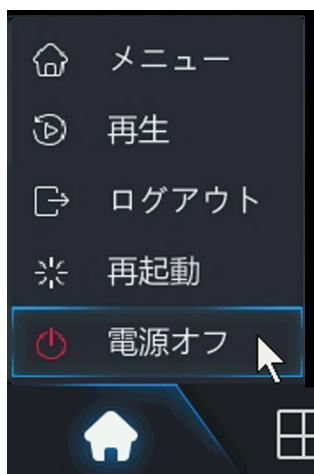 メニュー
再生
ログアウト
再起動
電源オフ